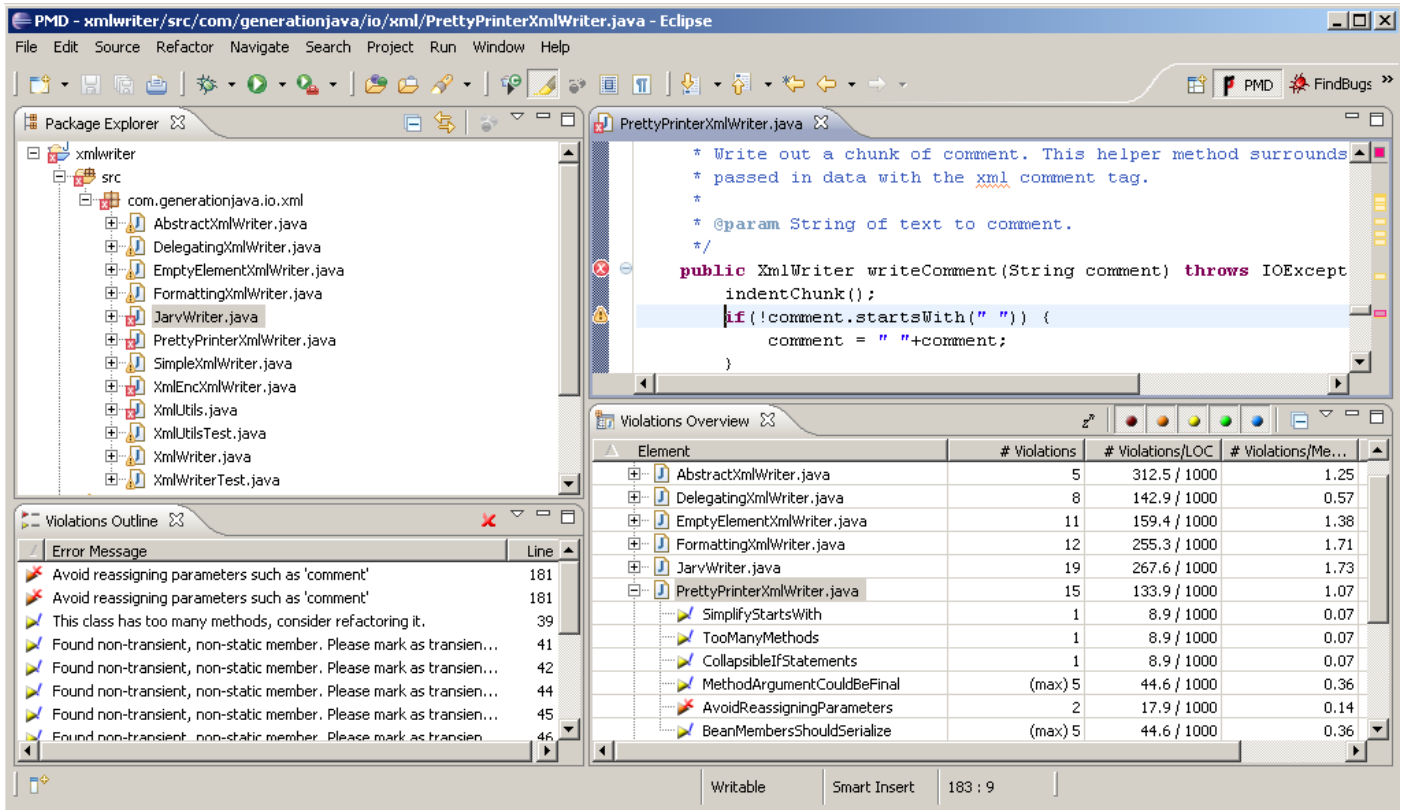 PMD - xmlwriter/src/com/generationjava/io/xml/PrettyPrinterXmlWriter.java - Eclipse
File Edit Source Refactor Navigate Search Project Run Window Help
PMD FindBugs »
Package Explorer
xmlwriter
src
com.generationjava.io.xml
AbstractXmlWriter.java
DelegatingXmlWriter.java
EmptyElementXmlWriter.java
FormattingXmlWriter.java
JarvWriter.java
PrettyPrinterXmlWriter.java
SimpleXmlWriter.java
XmlEncXmlWriter.java
XmlUtils.java
XmlUtilsTest.java
XmlWriter.java
XmlWriterTest.java
PrettyPrinterXmlWriter.java
* Write out a chunk of comment. This helper method surrounds
* passed in data with the xml comment tag.
*
* @param String of text to comment.
*/
public XmlWriter writeComment(String comment) throws IOExcept
indentChunk();
if(!comment.startsWith(" ")) {
comment = " "+comment;
}
Violations Outline
Error Message Line
Avoid reassigning parameters such as 'comment' 181
Avoid reassigning parameters such as 'comment' 181
This class has too many methods, consider refactoring it. 39
Found non-transient, non-static member. Please mark as transien... 41
Found non-transient, non-static member. Please mark as transien... 42
Found non-transient, non-static member. Please mark as transien... 44
Found non-transient, non-static member. Please mark as transien... 45
Found non-transient, non-static member. Please mark as transien... 46
Violations Overview
Element # Violations # Violations/LOC # Violations/Me...
AbstractXmlWriter.java 5 312.5 / 1000 1.25
DelegatingXmlWriter.java 8 142.9 / 1000 0.57
EmptyElementXmlWriter.java 11 159.4 / 1000 1.38
FormattingXmlWriter.java 12 255.3 / 1000 1.71
JarvWriter.java 19 267.6 / 1000 1.73
PrettyPrinterXmlWriter.java 15 133.9 / 1000 1.07
SimplifyStartsWith 1 8.9 / 1000 0.07
TooManyMethods 1 8.9 / 1000 0.07
CollapsibleIfStatements 1 8.9 / 1000 0.07
MethodArgumentCouldBeFinal (max) 5 44.6 / 1000 0.36
AvoidReassigningParameters 2 17.9 / 1000 0.14
BeanMembersShouldSerialize (max) 5 44.6 / 1000 0.36
Writable Smart Insert 183 : 9